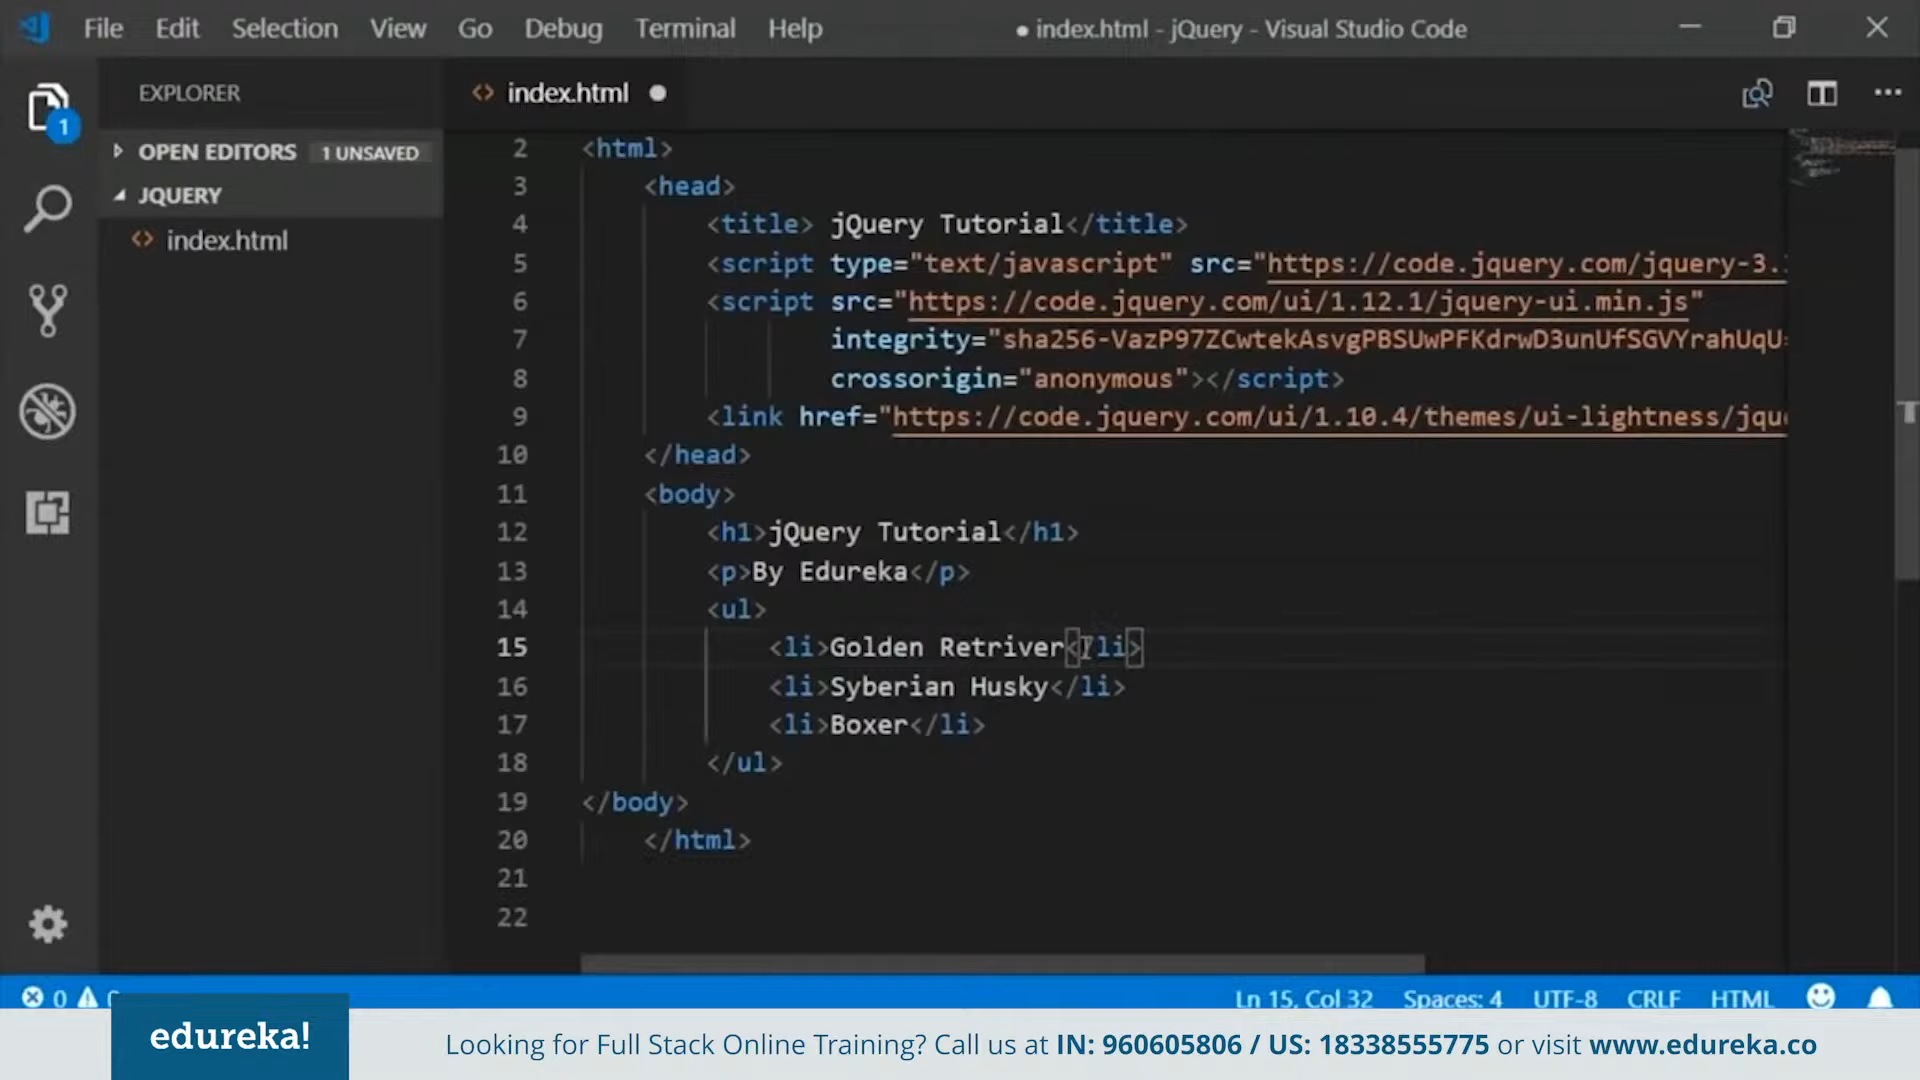 File Edit Selection View Go Debug Terminal Help
● index.html - jQuery - Visual Studio Code
EXPLORER
index.html
1
OPEN EDITORS 1 UNSAVED
JQUERY
index.html
2 <html>
3 <head>
4 <title> jQuery Tutorial</title>
5 <script type="text/javascript" src="https://code.jquery.com/jquery-3.
6 <script src="https://code.jquery.com/ui/1.12.1/jquery-ui.min.js"
7 integrity="sha256-VazP97ZCwtekAsvgPBSUwPFKdrwD3unUfSGVYrahUqU=
8 crossorigin="anonymous"></script>
9 <link href="https://code.jquery.com/ui/1.10.4/themes/ui-lightness/jque
10 </head>
11 <body>
12 <h1>jQuery Tutorial</h1>
13 <p>By Edureka</p>
14 <ul>
15 <li>Golden Retriver</li>
16 <li>Syberian Husky</li>
17 <li>Boxer</li>
18 </ul>
19 </body>
20 </html>
21
22
0 Ln 15, Col 32 Spaces: 4 UTF-8 CRLF HTML
edureka!
Looking for Full Stack Online Training? Call us at IN: 960605806 / US: 18338555775 or visit www.edureka.co